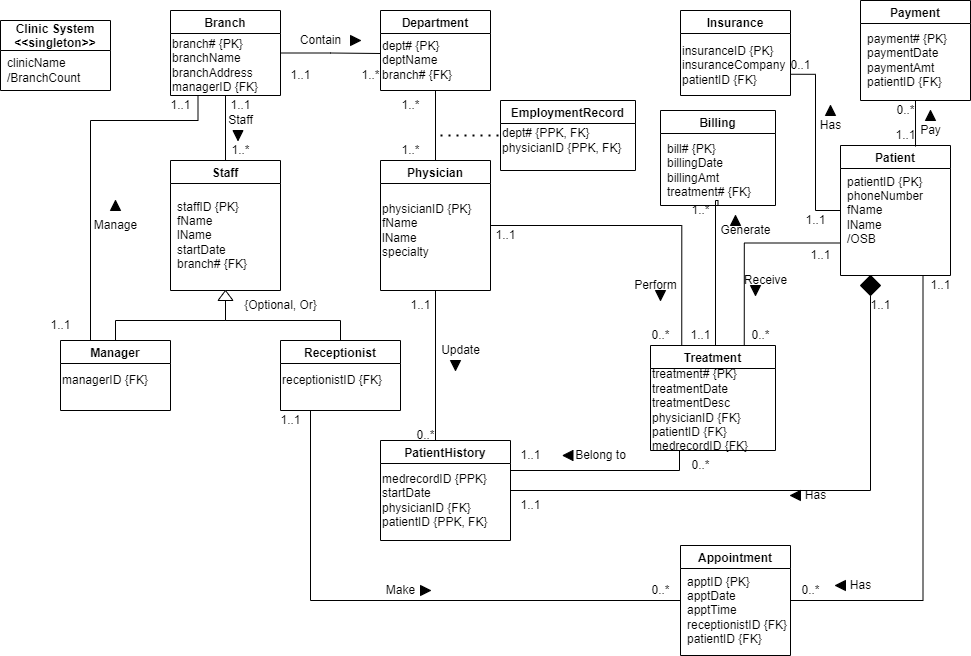 Clinic System
<<singleton>>
clinicName
/BranchCount
Branch
branch# {PK}
branchName
branchAddress
managerID {FK}
Contain
1..1
1..*
Department
dept# {PK}
deptName
branch# {FK}
Insurance
insuranceID {PK}
insuranceCompany
patientID {FK}
0..1
Payment
payment# {PK}
paymentDate
paymentAmt
patientID {FK}
0..*
Pay
1..1
Has
1..1
1..1
1..1
Staff
1..*
1..*
1..*
EmploymentRecord
dept# {PPK, FK}
physicianID {PPK, FK}
Billing
bill# {PK}
billingDate
billingAmt
treatment# {FK}
1..*
Generate
Patient
patientID {PK}
phoneNumber
fName
lName
/OSB
Staff
staffID {PK}
fName
lName
startDate
branch# {FK}
Manage
{Optional, Or}
Physician
physicianID {PK}
fName
lName
specialty
1..1
1..1
Perform
0..*
1..1
Receive
0..*
1..1
1..1
1..1
1..1
Manager
managerID {FK}
Receptionist
receptionistID {FK}
1..1
Update
0..*
Treatment
treatment# {PK}
treatmentDate
treatmentDesc
physicianID {FK}
patientID {FK}
medrecordID {FK}
0..*
PatientHistory
medrecordID {PPK}
startDate
physicianID {FK}
patientID {PPK, FK}
1..1
Belong to
1..1
Has
Make
0..*
Appointment
apptID {PK}
apptDate
apptTime
receptionistID {FK}
patientID {FK}
0..*
Has